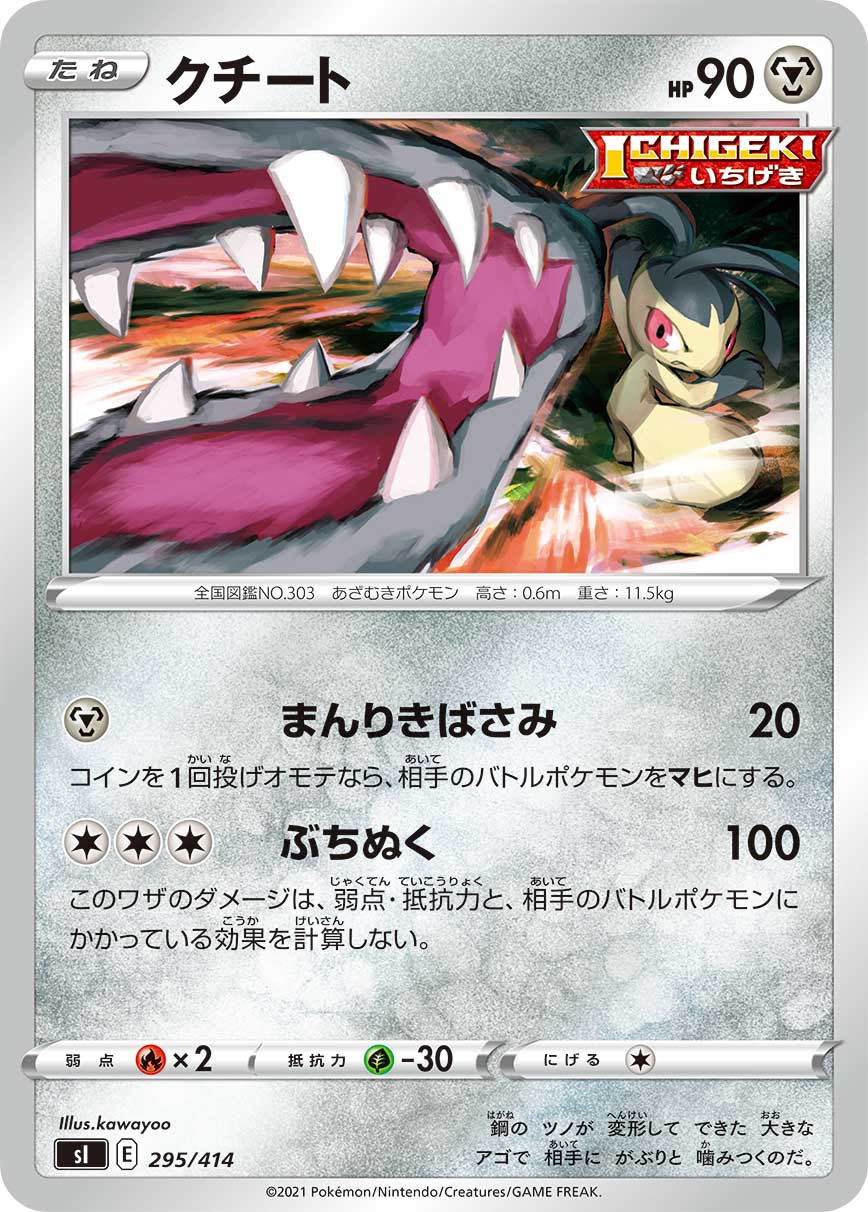 たね クチート HP90
ICHIGEKI
いちげき
全国図鑑NO.303 あざむきポケモン 高さ：0.6m 重さ：11.5kg
まんりきばさみ 20
コインを1回投げオモテなら、相手のバトルポケモンをマヒにする。
ぶちぬく 100
このワザのダメージは、弱点・抵抗力と、相手のバトルポケモンに
かかっている効果を計算しない。
弱点 ×2 抵抗力 -30 にげる
Illus.kawayoo
sI E 295/414
鋼の ツノが 変形して できた 大きな
アゴで 相手に がぶりと 噛みつくのだ。
©2021 Pokémon/Nintendo/Creatures/GAME FREAK.